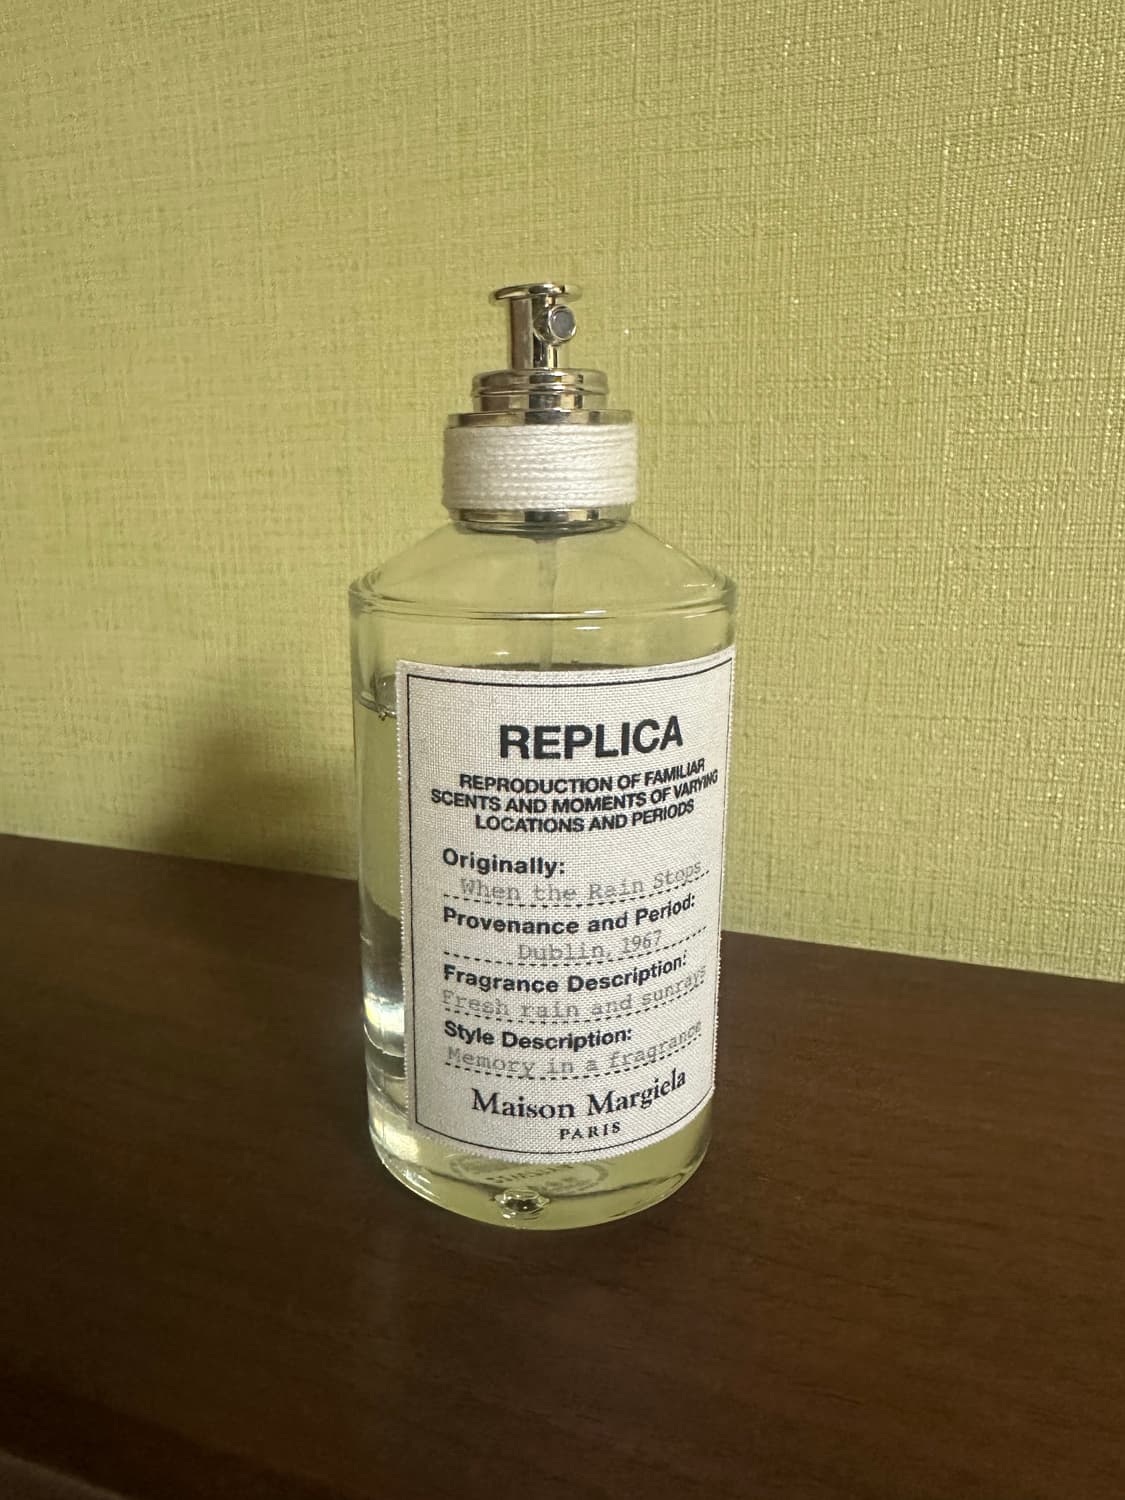 REPLICA
REPRODUCTION OF FAMILIAR
SCENTS AND MOMENTS OF VARYING
LOCATIONS AND PERIODS
Originally:
When the Rain Stops
Provenance and Period:
Dublin, 1967
Fragrance Description:
Fresh rain and sunrays
Style Description:
Memory in a fragrance
Maison Margiela
PARIS